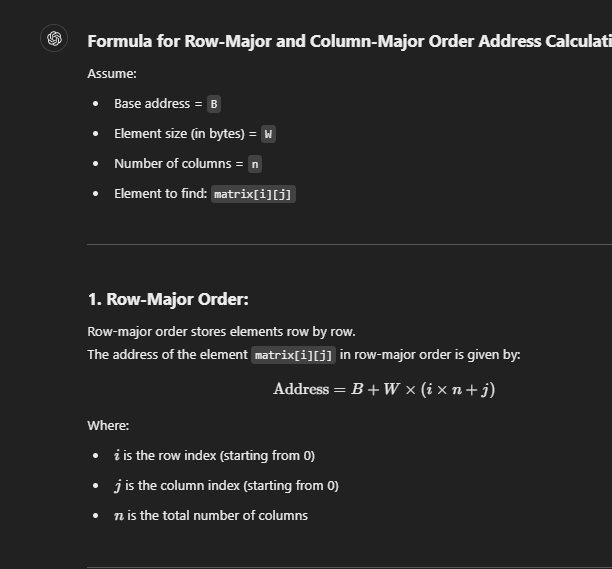 Formula for Row-Major and Column-Major Order Address Calculati
Assume:
• Base address = B
• Element size (in bytes) = W
• Number of columns = n
• Element to find: matrix[i][j]
1. Row-Major Order:
Row-major order stores elements row by row.
The address of the element matrix[i][j] in row-major order is given by:
Address = B + W × (i × n + j)
Where:
• i is the row index (starting from 0)
• j is the column index (starting from 0)
• n is the total number of columns